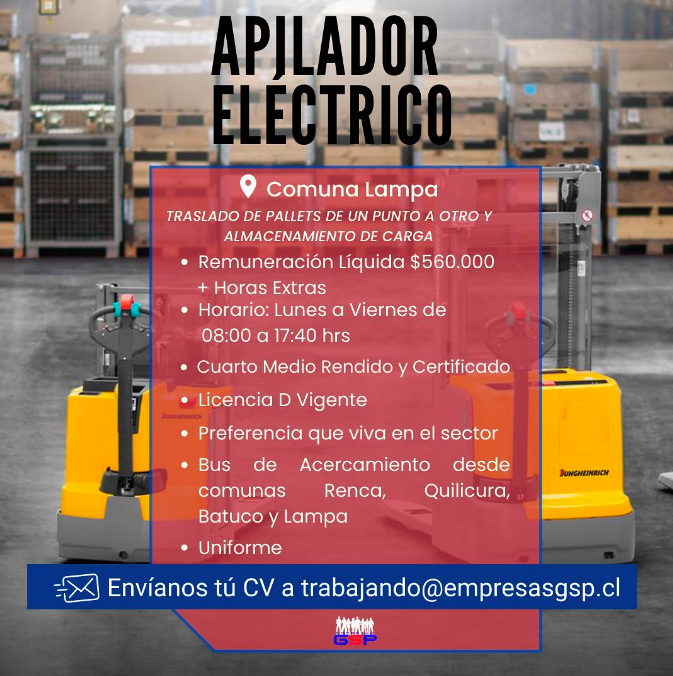 APILADOR
ELÉCTRICO
Comuna Lampa
TRASLADO DE PALLETS DE UN PUNTO A OTRO Y
ALMACENAMIENTO DE CARGA
• Remuneración Líquida $560.000
+ Horas Extras
• Horario: Lunes a Viernes de
08:00 a 17:40 hrs
• Cuarto Medio Rendido y Certificado
• Licencia D Vigente
• Preferencia que viva en el sector
• Bus de Acercamiento desde
comunas Renca, Quilicura,
Batuco y Lampa
• Uniforme
JUNGHEINRICH
JUNGHEINRICH
Envíanos tú CV a trabajando@empresasgsp.cl
GSP